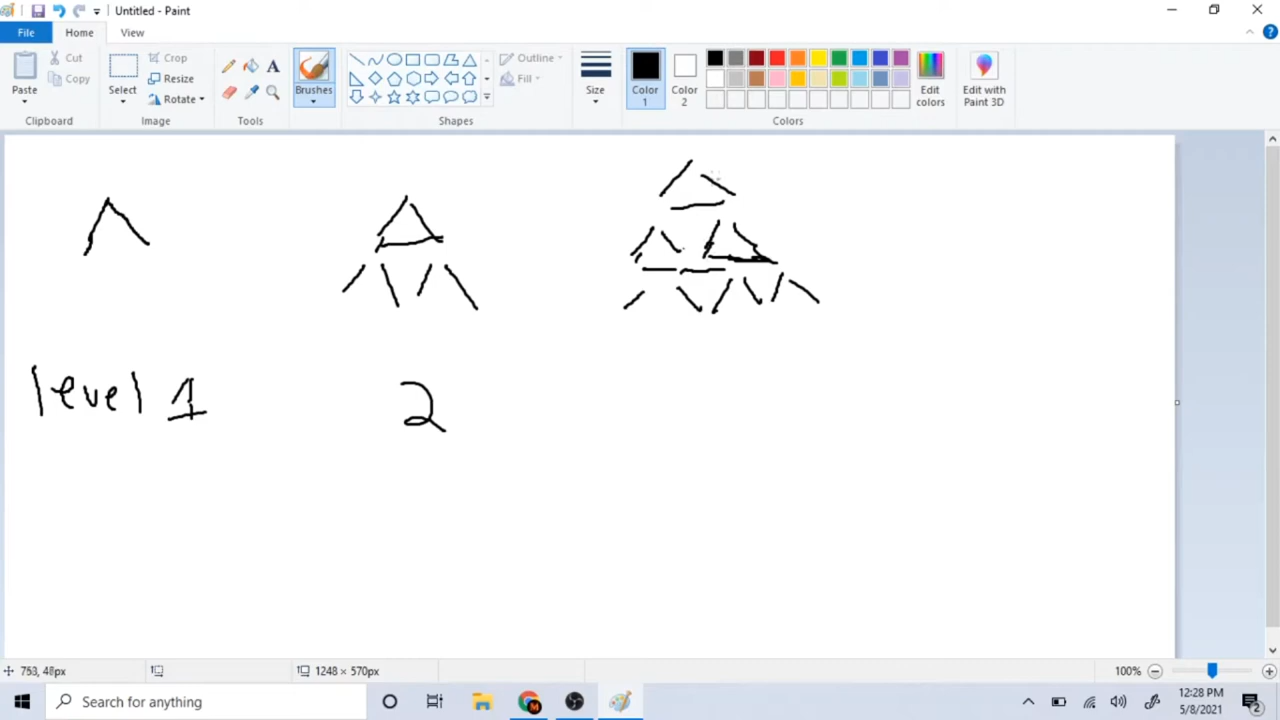 Untitled - Paint
File Home View
Paste
Cut
Copy
Clipboard
Select
Crop
Resize
Rotate
Image
Tools
Brushes
Shapes
Outline
Fill
Size
Color 1
Color 2
Edit colors
Colors
Edit with Paint 3D
level 1 2
753, 48px
1248 × 570px
100%
Search for anything
12:28 PM
5/8/2021
2